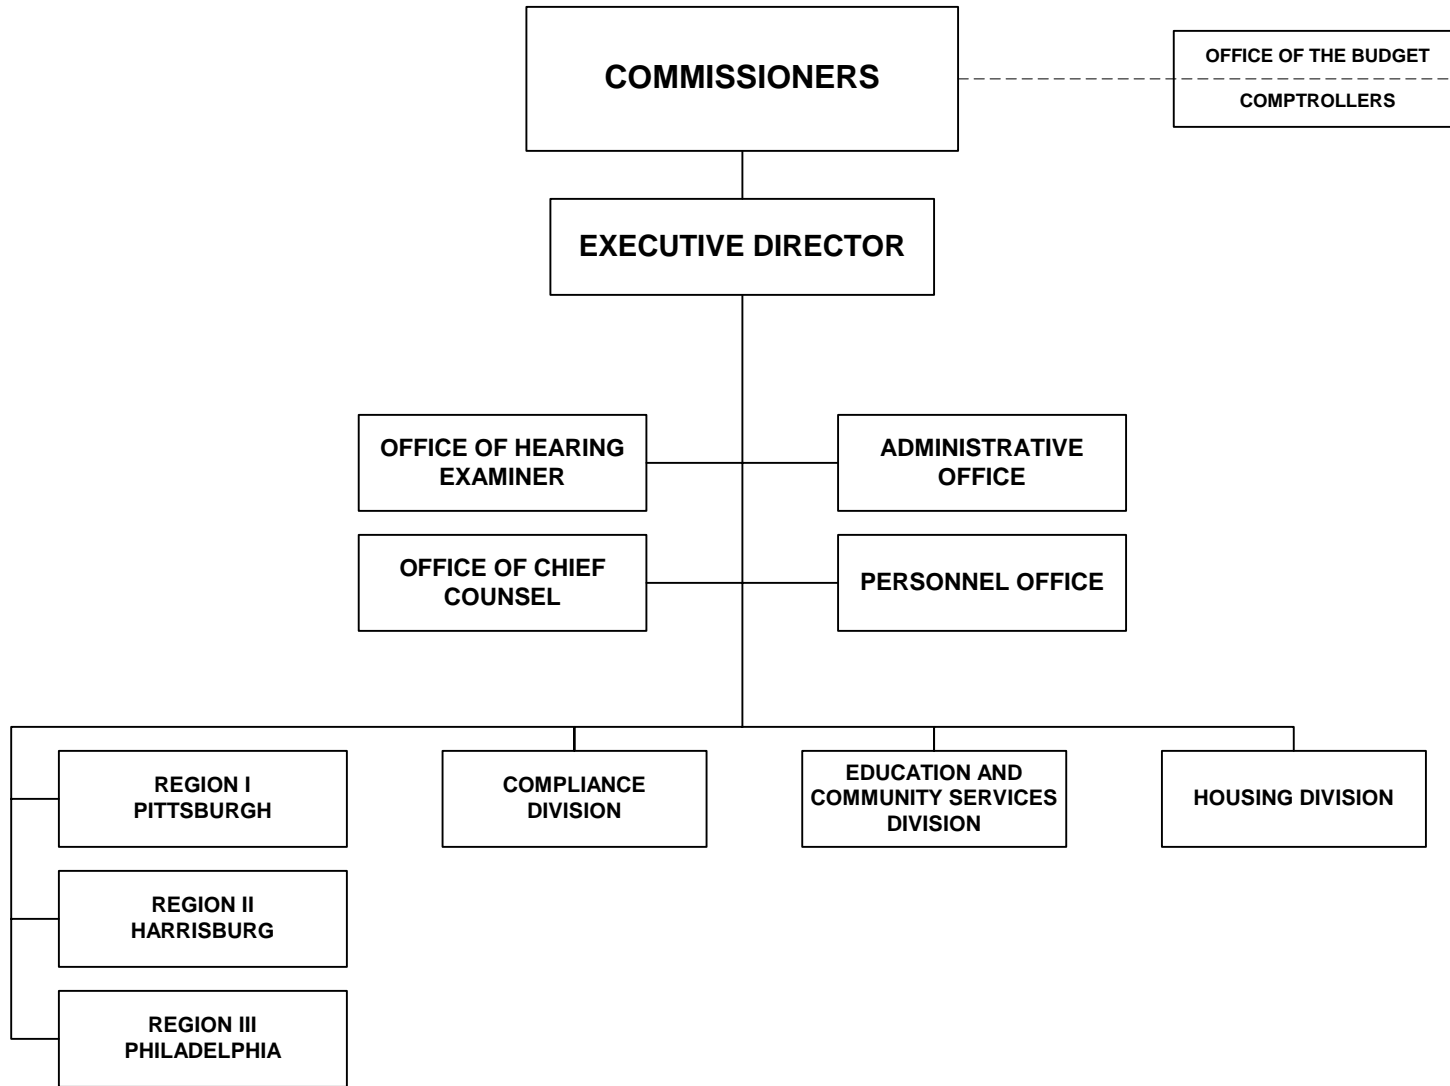 COMMISSIONERS
OFFICE OF THE BUDGET
COMPTROLLERS
EXECUTIVE DIRECTOR
OFFICE OF HEARING
EXAMINER
ADMINISTRATIVE
OFFICE
OFFICE OF CHIEF
COUNSEL
PERSONNEL OFFICE
REGION I
PITTSBURGH
COMPLIANCE
DIVISION
EDUCATION AND
COMMUNITY SERVICES
DIVISION
HOUSING DIVISION
REGION II
HARRISBURG
REGION III
PHILADELPHIA